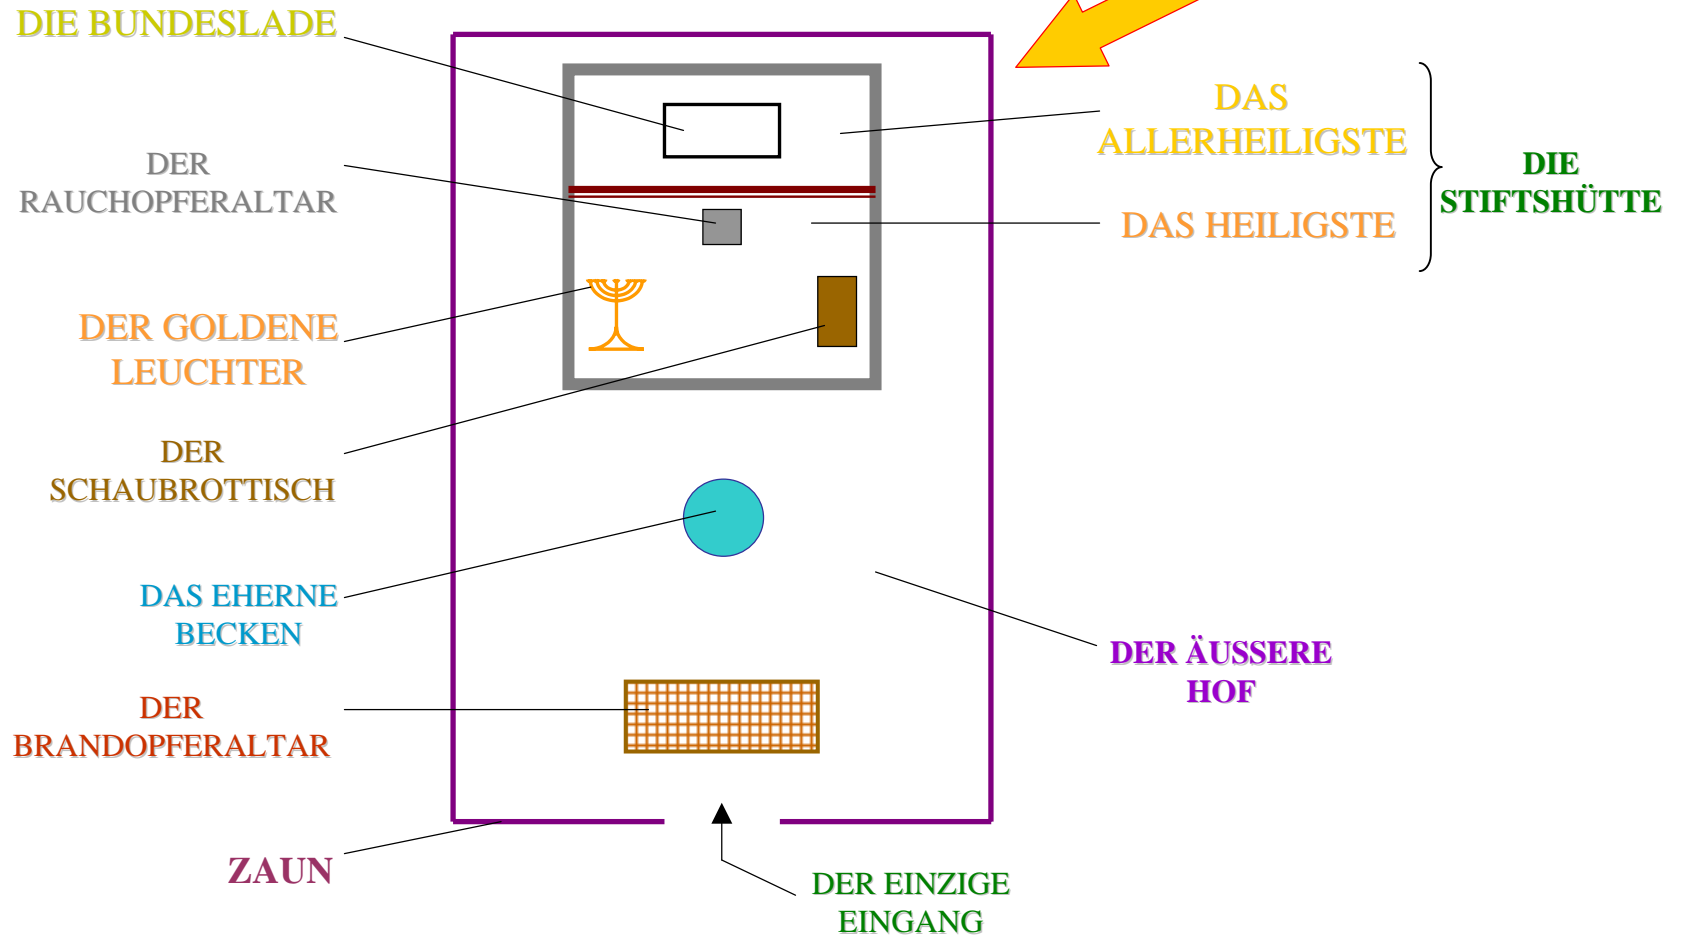 DIE BUNDESLADE
DER
RAUCHOPFERALTAR
DER GOLDENE
LEUCHTER
DER
SCHAUBROTTISCH
DAS EHERNE
BECKEN
DER
BRANDOPFERALTAR
ZAUN
DAS
ALLERHEILIGSTE
DAS HEILIGSTE
DIE
STIFTSHÜTTE
DER ÄUSSERE
HOF
DER EINZIGE
EINGANG